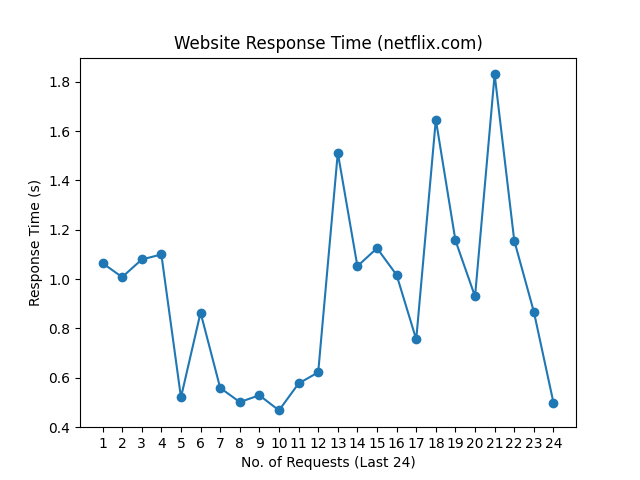 Website Response Time (netflix.com)
Response Time (s)
1.8
1.6
1.4
1.2
1.0
0.8
0.6
0.4
1 2 3 4 5 6 7 8 9 10 11 12 13 14 15 16 17 18 19 20 21 22 23 24
No. of Requests (Last 24)